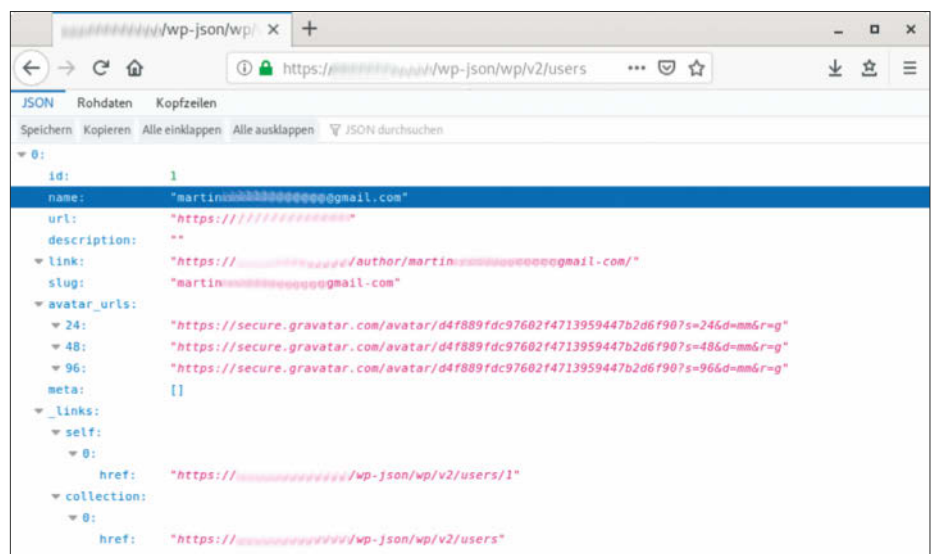 /wp-json/wp/
https:/ /wp-json/wp/v2/users
JSON Rohdaten Kopfzeilen
Speichern Kopieren Alle einklappen Alle ausklappen JSON durchsuchen
0:
id: 1
name: "martin @gmail.com"
url: "https:// "
description: ""
link: "https:// /author/martin gmail-com/"
slug: "martin gmail-com"
avatar_urls:
24: "https://secure.gravatar.com/avatar/d4f889fdc97602f4713959447b2d6f90?s=24&d=mm&r=g"
48: "https://secure.gravatar.com/avatar/d4f889fdc97602f4713959447b2d6f90?s=48&d=mm&r=g"
96: "https://secure.gravatar.com/avatar/d4f889fdc97602f4713959447b2d6f90?s=96&d=mm&r=g"
meta: []
_links:
self:
0:
href: "https:// /wp-json/wp/v2/users/1"
collection:
0:
href: "https:// /wp-json/wp/v2/users"